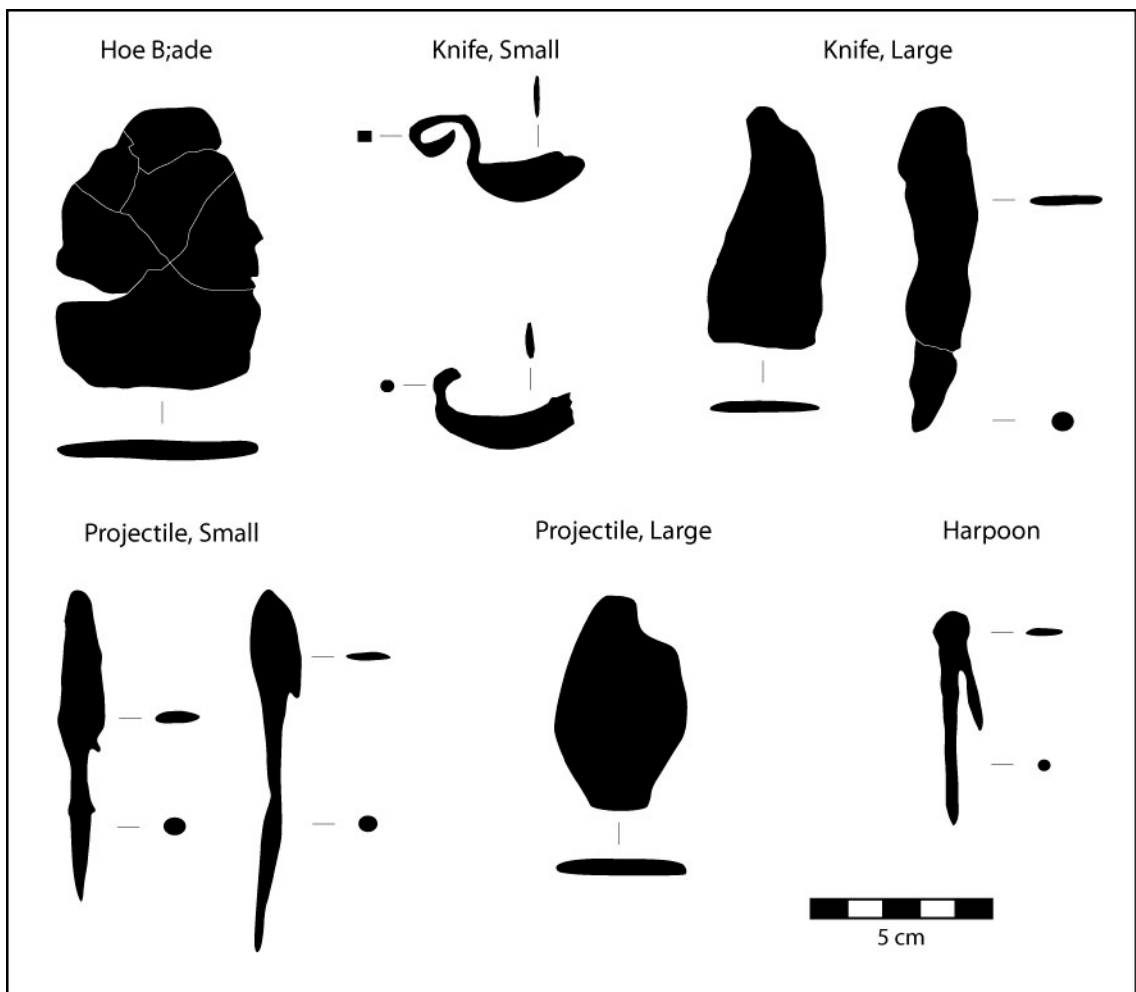 Hoe B;ade
Knife, Small
Knife, Large
Projectile, Small
Projectile, Large
Harpoon
5 cm